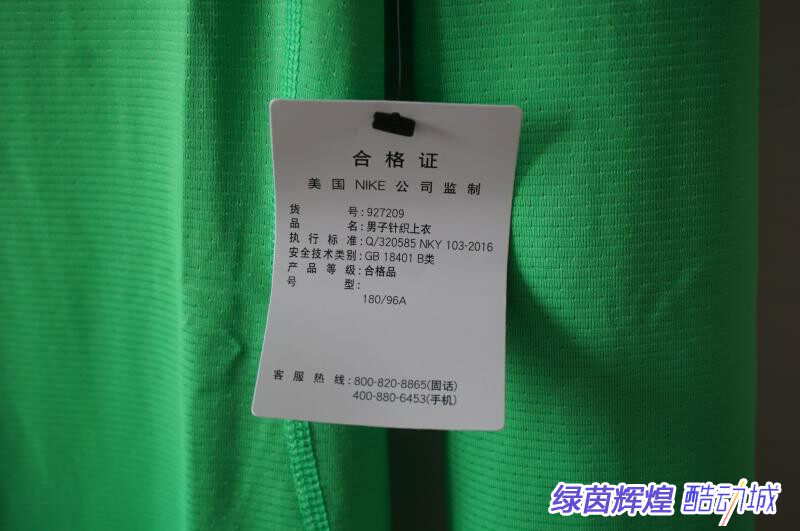 合格证
美国 NIKE 公司监制
货号:927209
品名:男子针织上衣
执行标准:Q/320585 NKY 103-2016
安全技术类别:GB 18401 B类
产品等级:合格品
号型:
180/96A
客服热线:800-820-8865(固话)
400-880-6453(手机)
绿茵辉煌 酷动城